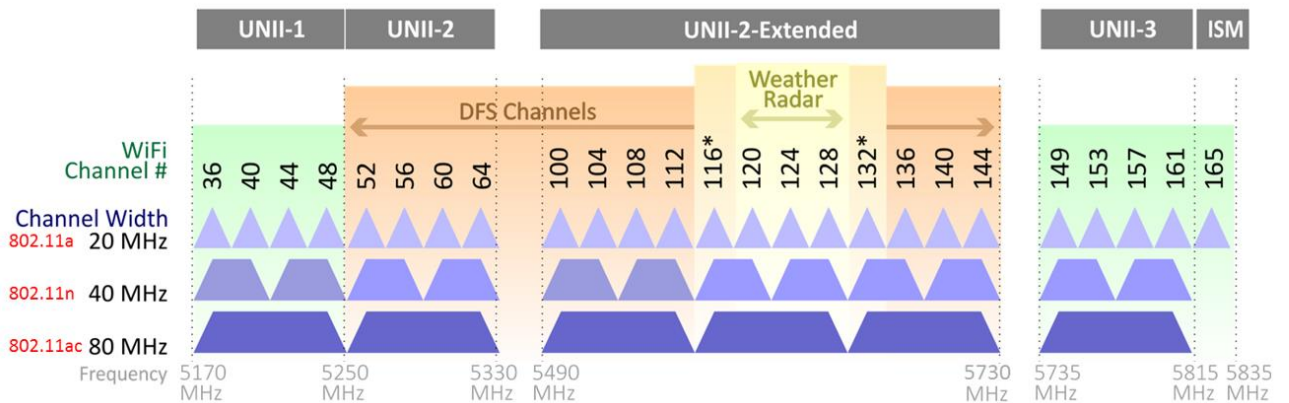 UNII-1 UNII-2 UNII-2-Extended UNII-3 ISM
Weather
Radar
DFS Channels
WiFi
Channel #
36 40 44 48 52 56 60 64 100 104 108 112 116* 120 124 128 132* 136 140 144 149 153 157 161 165
Channel Width
802.11a 20 MHz
802.11n 40 MHz
802.11ac 80 MHz
Frequency 5170 5250 5330 5490 5730 5735 5815 5835
MHz MHz MHz MHz MHz MHz MHz MHz